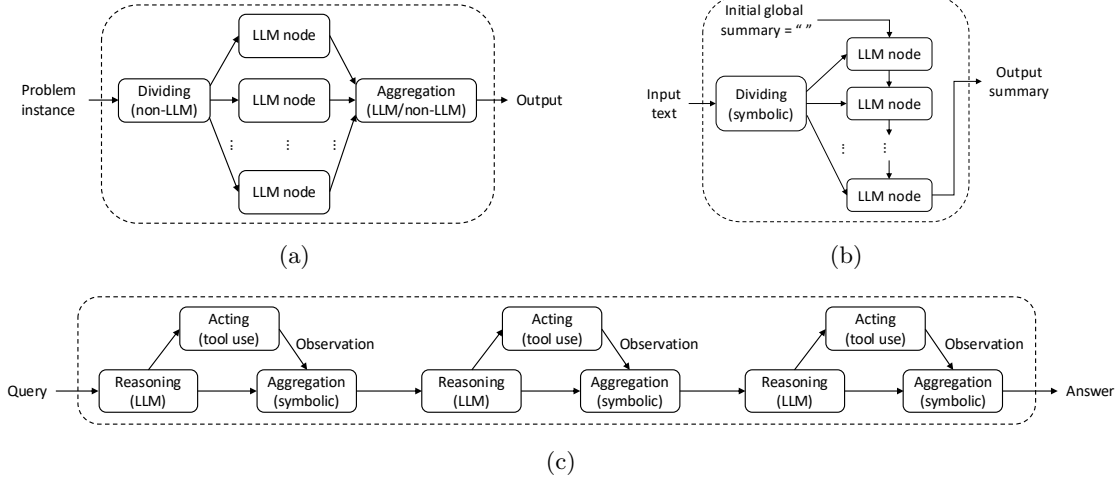 Problem
instance
Dividing
(non-LLM)
LLM node
LLM node
⋮ ⋮ ⋮
LLM node
Aggregation
(LLM/non-LLM)
Output
(a)
Initial global
summary = “ ”
Input
text
Dividing
(symbolic)
LLM node
LLM node
⋮ ⋮
LLM node
Output
summary
(b)
Query
Reasoning
(LLM)
Acting
(tool use)
Observation
Aggregation
(symbolic)
Reasoning
(LLM)
Acting
(tool use)
Observation
Aggregation
(symbolic)
Reasoning
(LLM)
Acting
(tool use)
Observation
Aggregation
(symbolic)
Answer
(c)